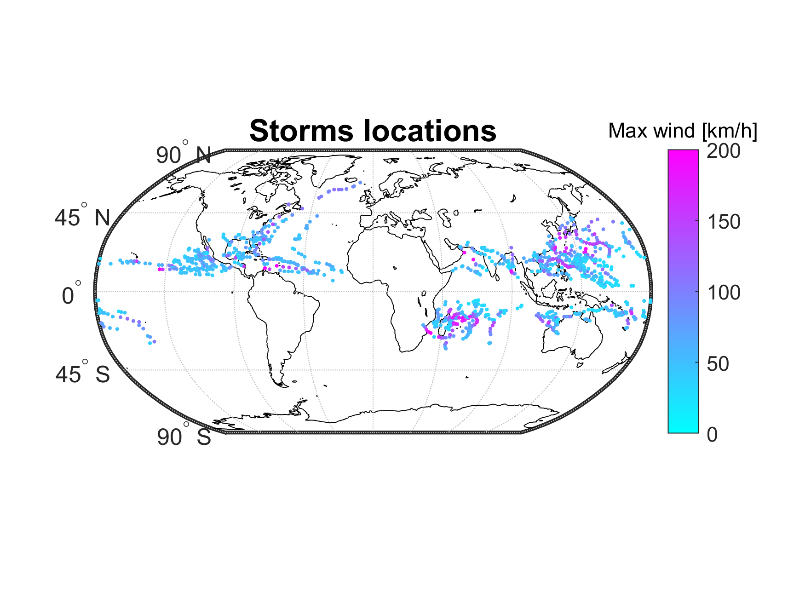 Storms locations
Max wind [km/h]
90° N
45° N
0°
45° S
90° S
200
150
100
50
0